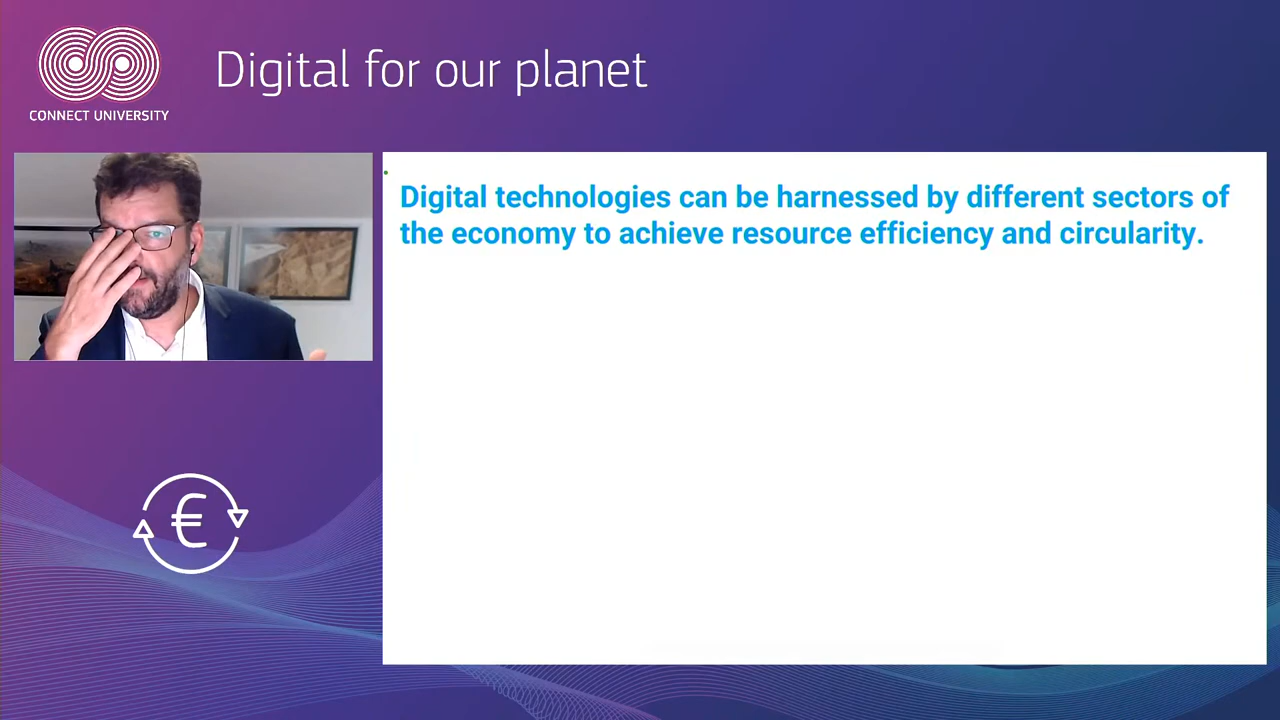 Digital for our planet
CONNECT UNIVERSITY
Digital technologies can be harnessed by different sectors of
the economy to achieve resource efficiency and circularity.
€